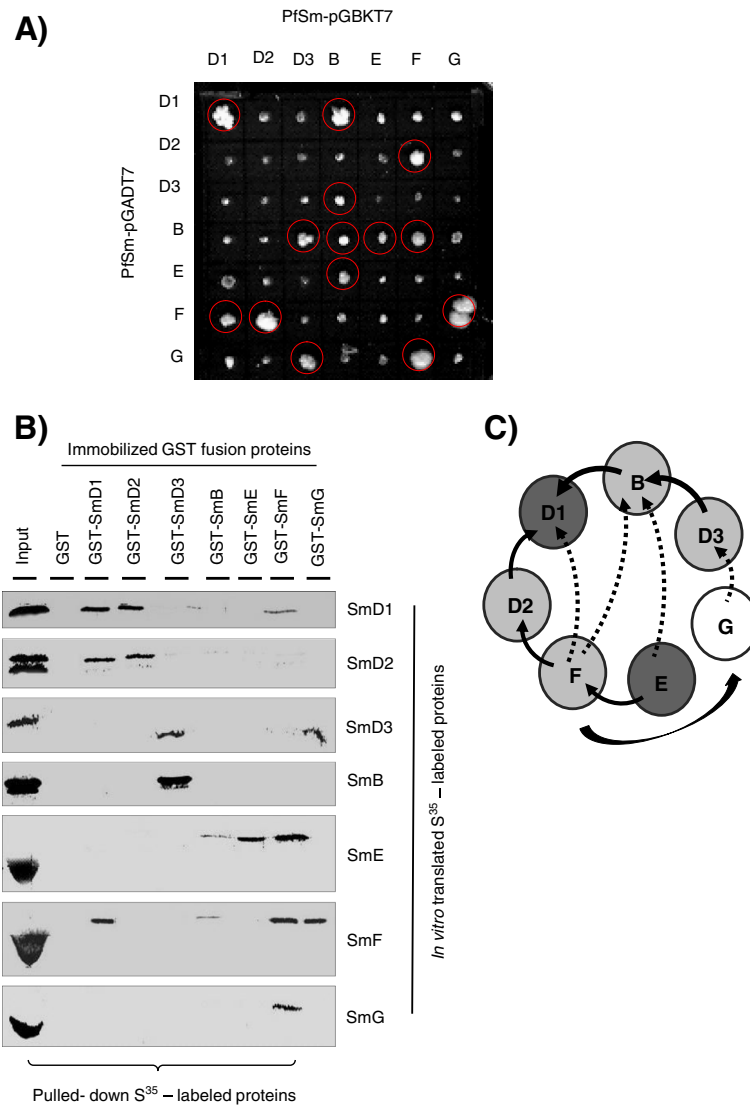 A)
PfSm-pGBKT7
D1 D2 D3 B E F G
PfSm-pGADT7
D1
D2
D3
B
E
F
G
B)
Immobilized GST fusion proteins
Input GST GST-SmD1 GST-SmD2 GST-SmD3 GST-SmB GST-SmE GST-SmF GST-SmG
SmD1
SmD2
SmD3
SmB
SmE
SmF
SmG
In vitro translated S35 – labeled proteins
Pulled- down S35 – labeled proteins
C)
B
D1
D3
D2
G
F
E